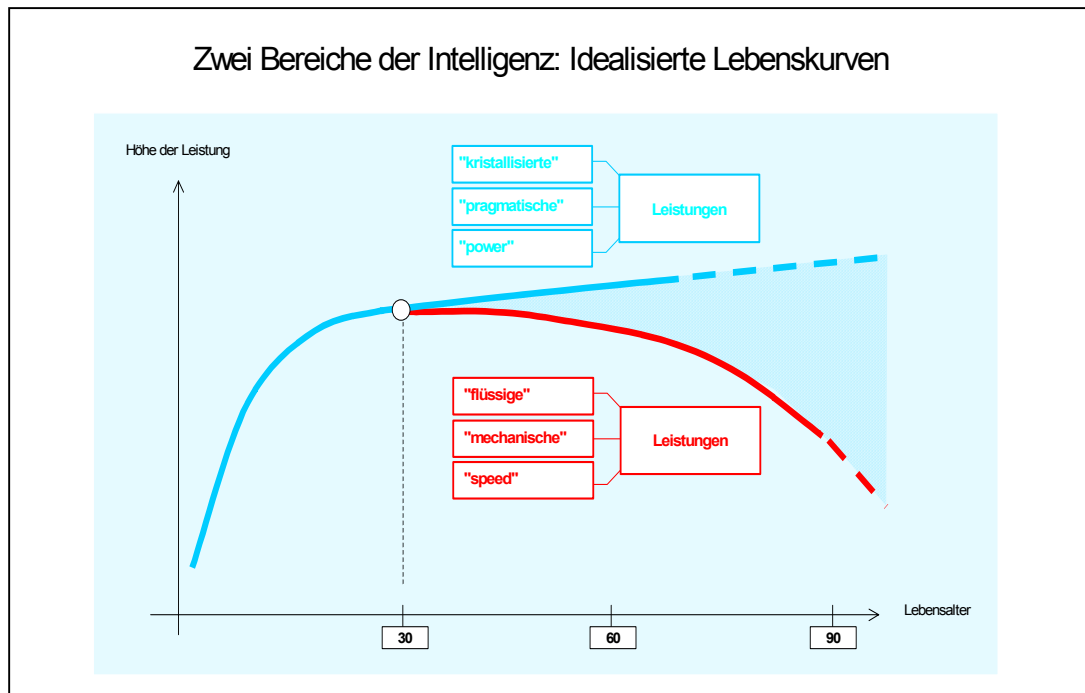 Zwei Bereiche der Intelligenz: Idealisierte Lebenskurven
Höhe der Leistung
"kristallisierte"
"pragmatische"
Leistungen
"power"
"flüssige"
"mechanische"
Leistungen
"speed"
Lebensalter
30
60
90